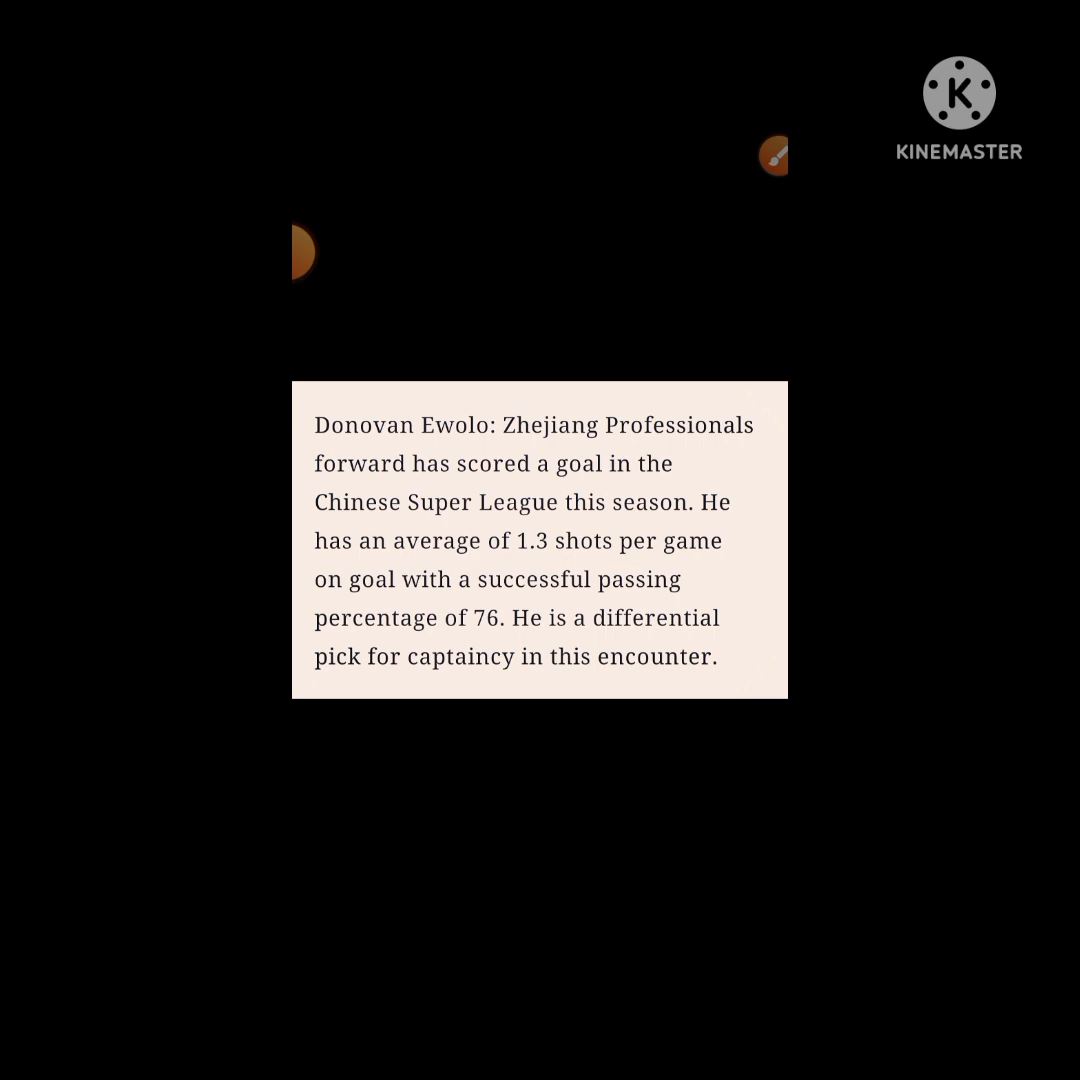 K
KINEMASTER
Donovan Ewolo: Zhejiang Professionals
forward has scored a goal in the
Chinese Super League this season. He
has an average of 1.3 shots per game
on goal with a successful passing
percentage of 76. He is a differential
pick for captaincy in this encounter.